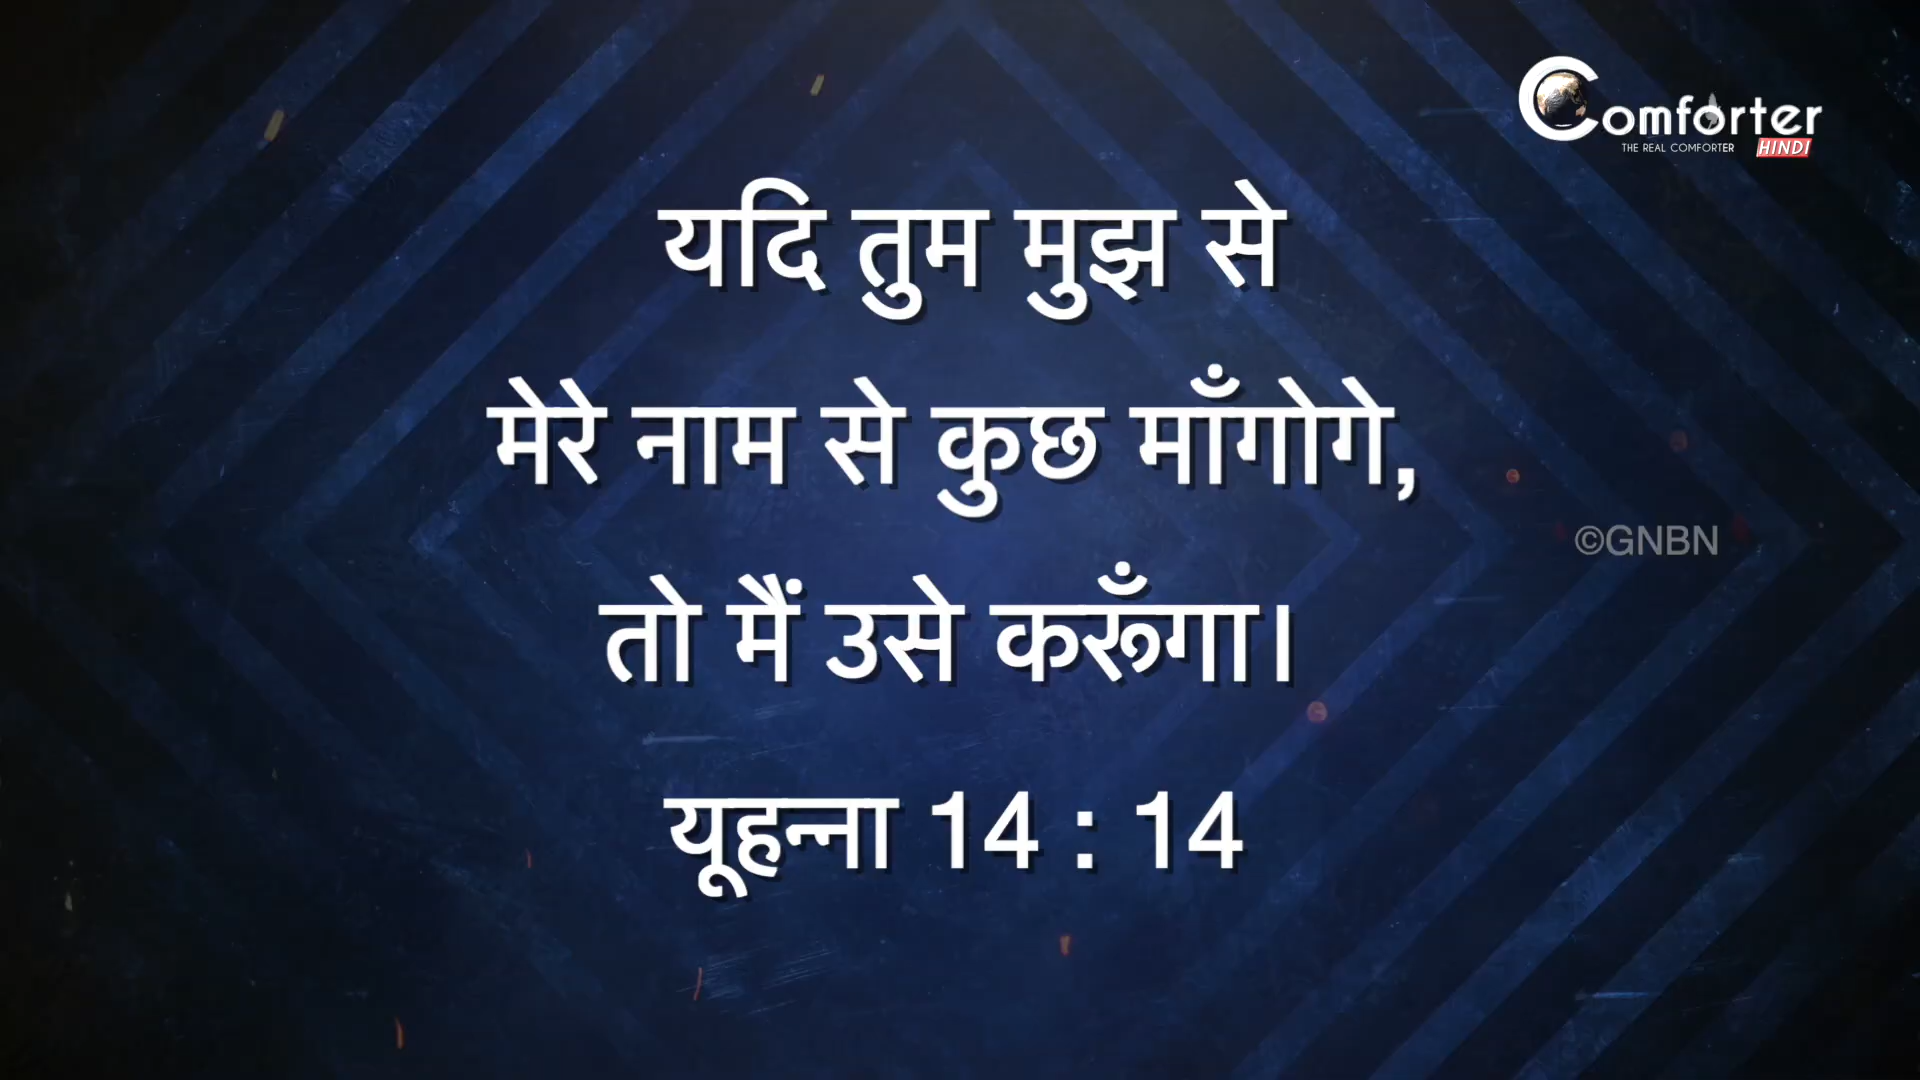 Comforter
THE REAL COMFORTER HINDI
यदि तुम मुझ से
मेरे नाम से कुछ माँगोगे,
©GNBN
तो मैं उसे करूँगा।
यूहन्ना 14 : 14